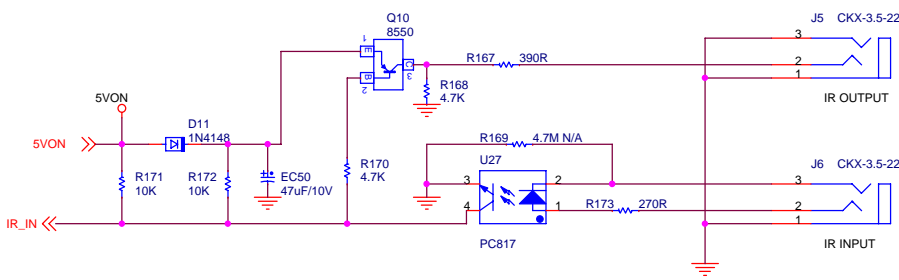 Q10
8550
1
E
B
2
C
3
J5 CKX-3.5-22
3
2
1
IR OUTPUT
R167 390R
R168
4.7K
5VON
5VON
D11
1N4148
R171
10K
R172
10K
EC50
47uF/10V
R170
4.7K
R169 4.7M N/A
U27
3
4
2
1
PC817
R173 270R
J6 CKX-3.5-22
3
2
1
IR INPUT
IR_IN